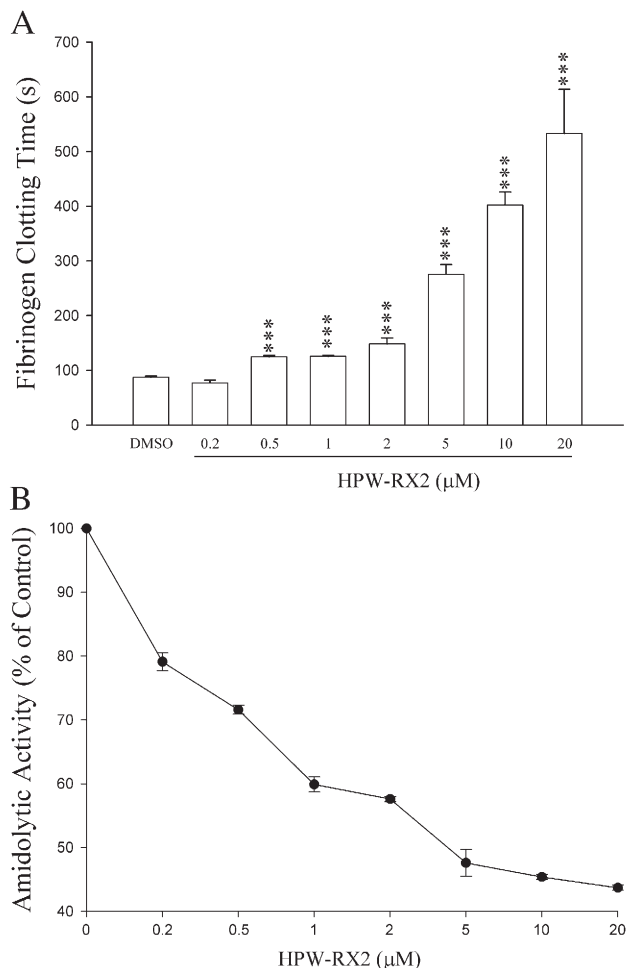 A
Fibrinogen Clotting Time (s)
700
600
500
400
300
200
100
0
***
***
***
***
***
***
DMSO 0.2 0.5 1 2 5 10 20
HPW-RX2 (μM)
B
Amidolytic Activity (% of Control)
100
90
80
70
60
50
40
0 0.2 0.5 1 2 5 10 20
HPW-RX2 (μM)